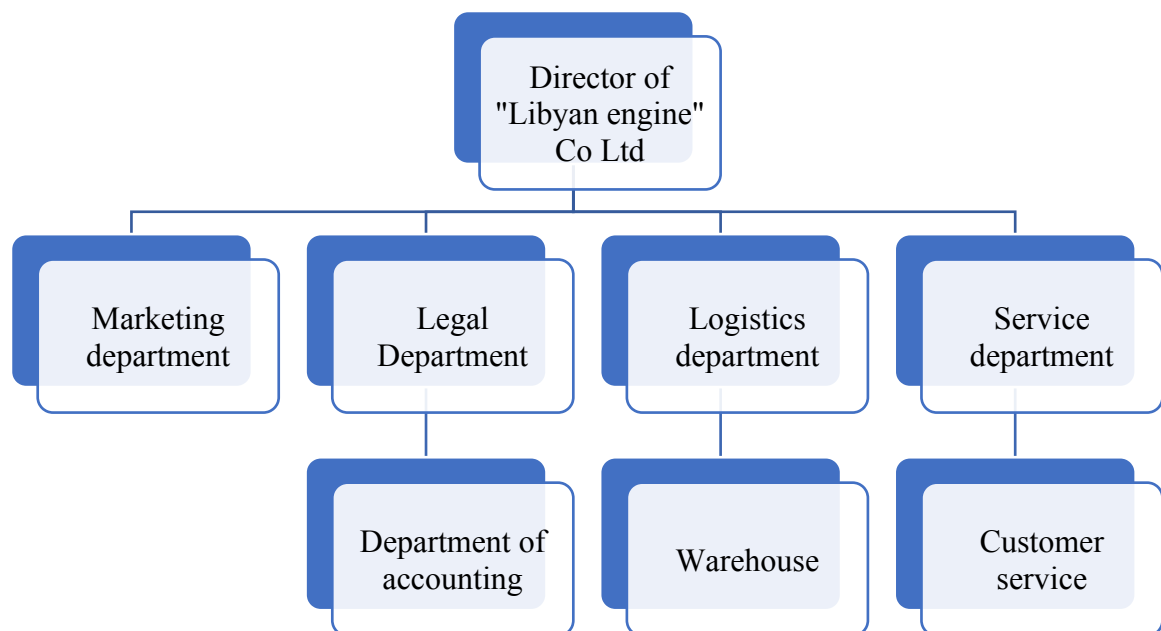 Director of
"Libyan engine"
Co Ltd
Marketing
department
Legal
Department
Logistics
department
Service
department
Department of
accounting
Warehouse
Customer
service